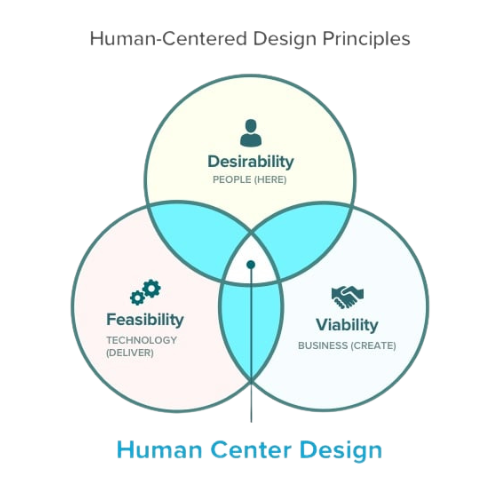 Human-Centered Design Principles
Desirability
PEOPLE (HERE)
Feasibility
TECHNOLOGY
(DELIVER)
Viability
BUSINESS (CREATE)
Human Center Design